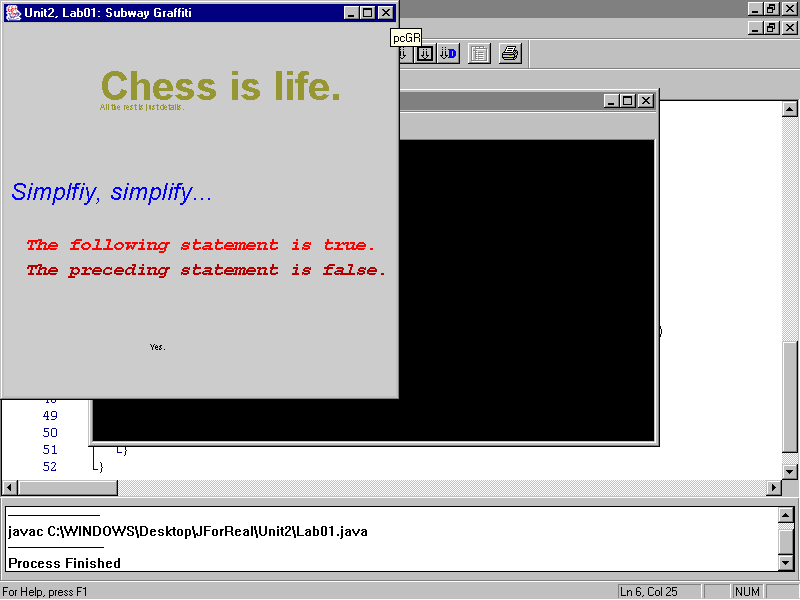 Unit2, Lab01: Subway Graffiti
pcGR
D
Chess is life.
All the rest is just details.
Simplfiy, simplify...
The following statement is true.
The preceding statement is false.
Yes.
)
49
50
51 }
52 }
javac C:\WINDOWS\Desktop\JForReal\Unit2\Lab01.java
Process Finished
For Help, press F1
Ln 6, Col 25
NUM